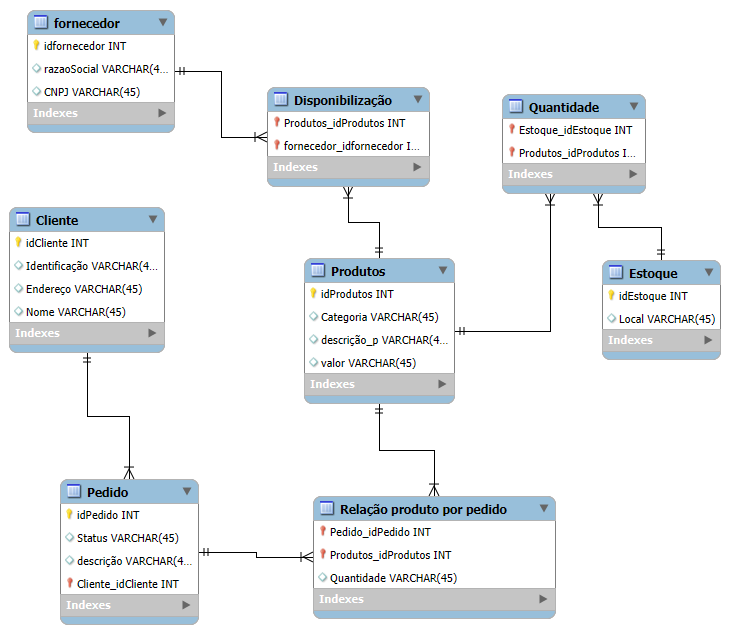 fornecedor
idfornecedor INT
razaoSocial VARCHAR(4...
CNPJ VARCHAR(45)
Indexes
Disponibilização
Produtos_idProdutos INT
fornecedor_idfornecedor I...
Indexes
Quantidade
Estoque_idEstoque INT
Produtos_idProdutos I...
Indexes
Cliente
idCliente INT
Identificação VARCHAR(4...
Endereço VARCHAR(45)
Nome VARCHAR(45)
Indexes
Produtos
idProdutos INT
Categoria VARCHAR(45)
descrição_p VARCHAR(4...
valor VARCHAR(45)
Indexes
Estoque
idEstoque INT
Local VARCHAR(45)
Indexes
Pedido
idPedido INT
Status VARCHAR(45)
descrição VARCHAR(4...
Cliente_idCliente INT
Indexes
Relação produto por pedido
Pedido_idPedido INT
Produtos_idProdutos INT
Quantidade VARCHAR(45)
Indexes